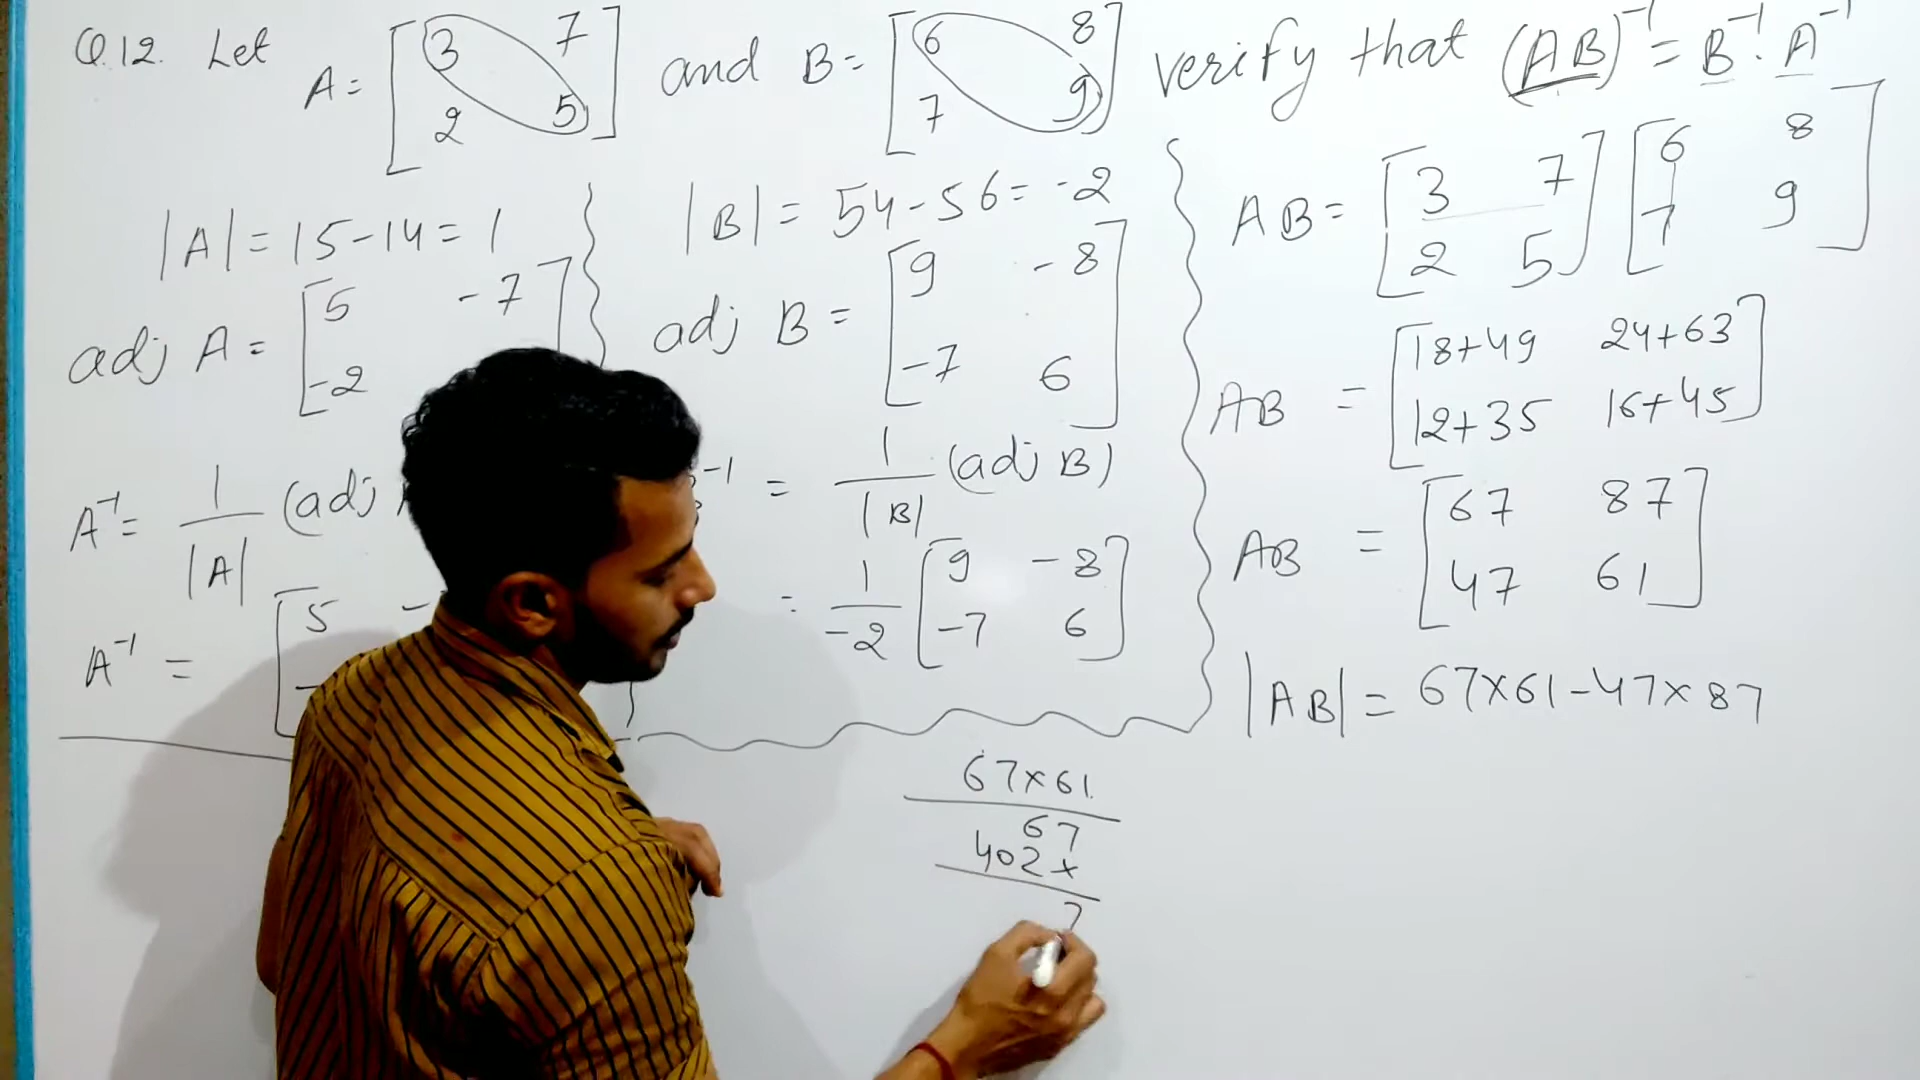 Q.12. Let A = [3 7 2 5] and B = [6 8 7 9] verify that (AB)⁻¹ = B⁻¹. A⁻¹
|A| = 15-14 = 1
adj A = [5 -7 -2
A⁻¹ = 1/|A| (adj
A⁻¹ = [5 -
|B| = 54-56 = -2
adj B = [9 -8 -7 6]
⁻¹ = 1/|B| (adj B)
= 1/-2 [9 -8 -7 6]
AB = [3 7 2 5] [6 8 7 9]
AB = [18+49 24+63 12+35 16+45]
AB = [67 87 47 61]
|AB| = 67×61-47×87
67×61
67
402×
7